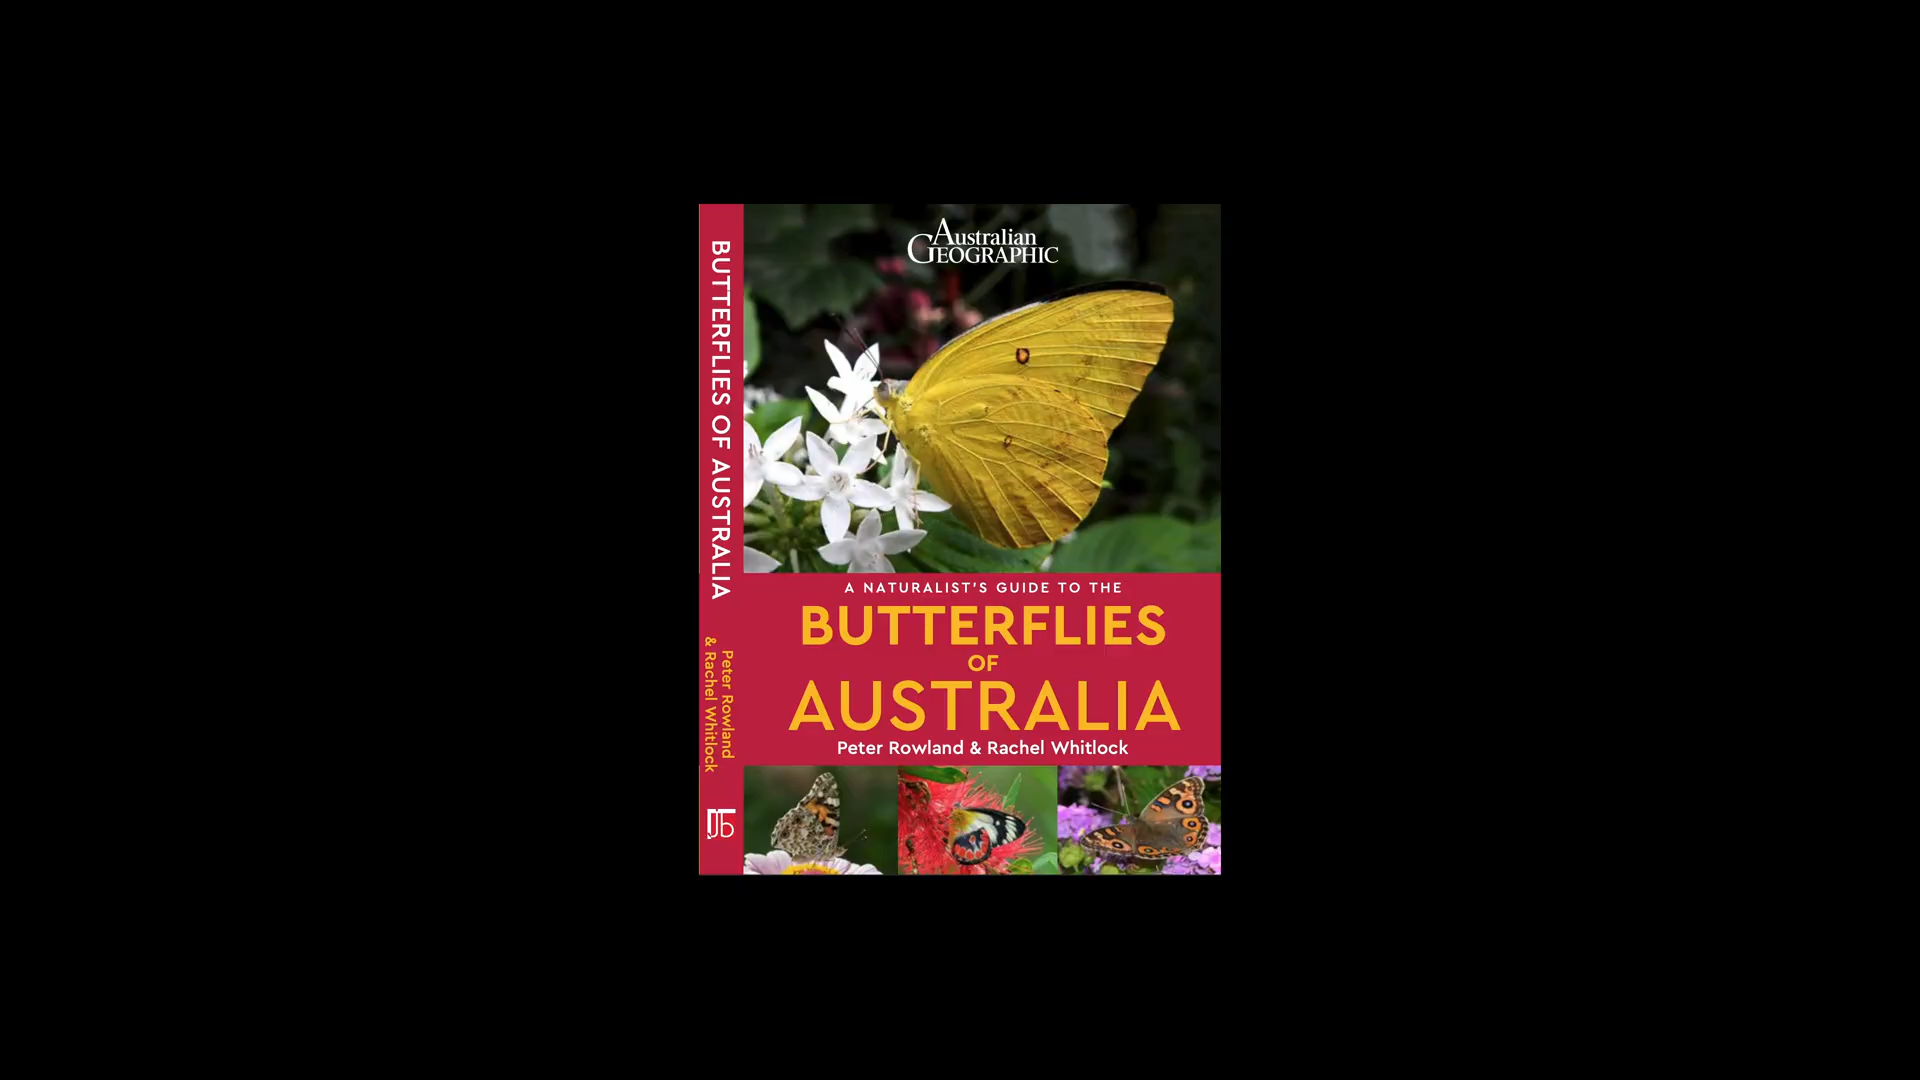 BUTTERFLIES OF AUSTRALIA
Peter Rowland
& Rachel Whitlock
Australian
GEOGRAPHIC
A NATURALIST'S GUIDE TO THE
BUTTERFLIES
OF
AUSTRALIA
Peter Rowland & Rachel Whitlock